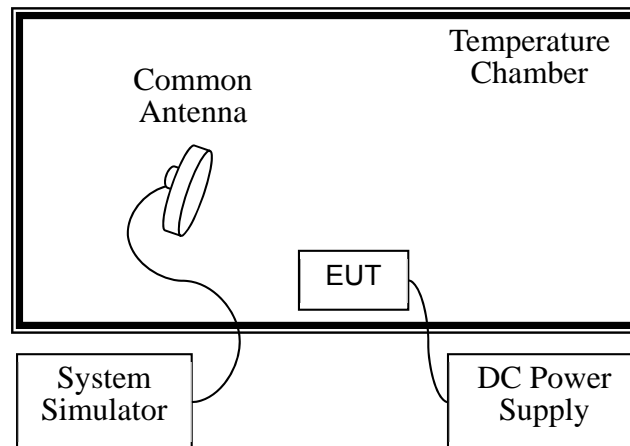 Temperature
Chamber
Common
Antenna
EUT
System
Simulator
DC Power
Supply